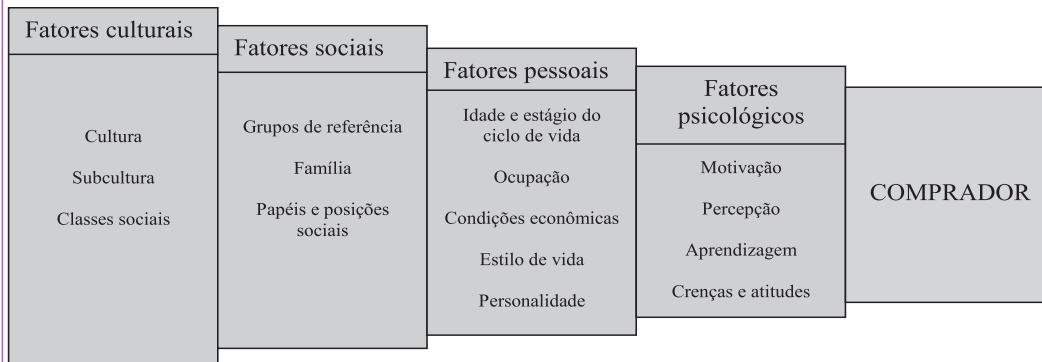 Fatores culturais
Cultura
Subcultura
Classes sociais
Fatores sociais
Grupos de referência
Família
Papéis e posições
sociais
Fatores pessoais
Idade e estágio do
ciclo de vida
Ocupação
Condições econômicas
Estilo de vida
Personalidade
Fatores
psicológicos
Motivação
Percepção
Aprendizagem
Crenças e atitudes
COMPRADOR